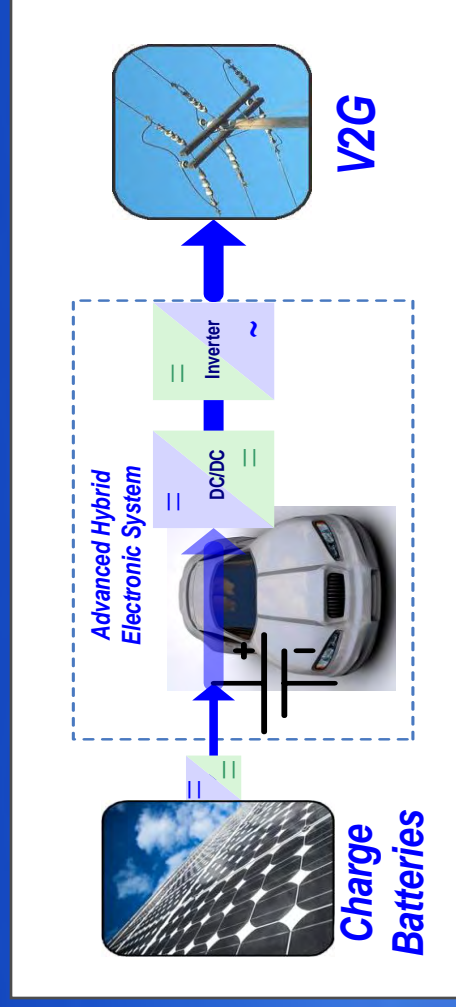 Advanced Hybrid
Electronic System
=
DC/DC
=
=
Inverter
~
=
=
+
−
Charge
Batteries
V2G